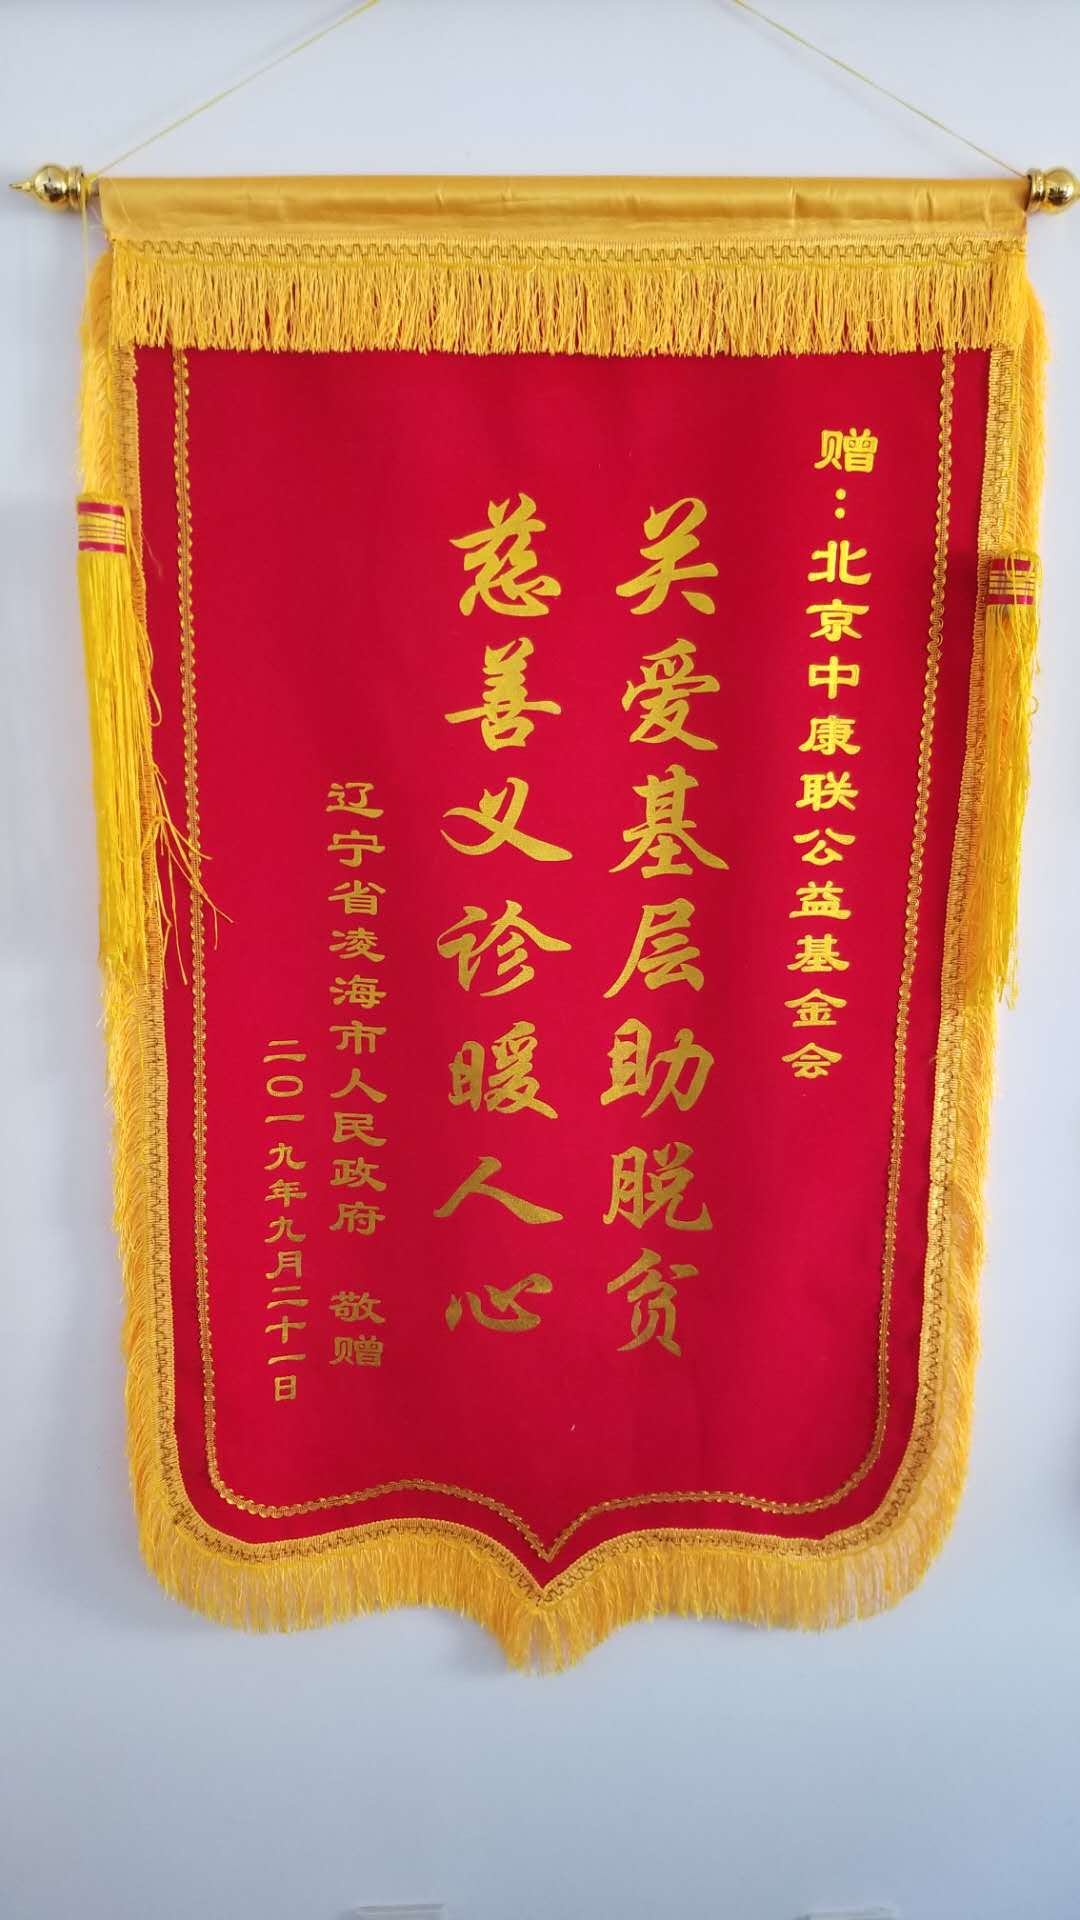 赠：北京中康联公益基金会
关爱基层助脱贫
慈善义诊暖人心
辽宁省凌海市人民政府 敬赠
二〇一九年九月二十一日